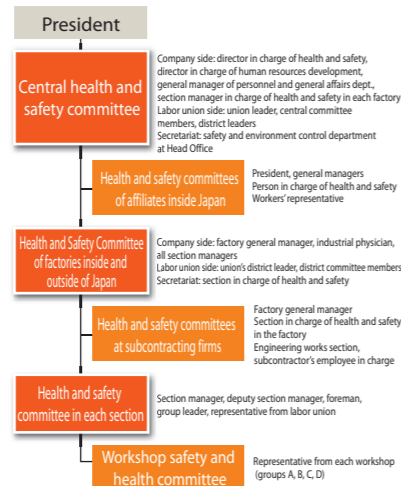 President
Central health and
safety committee
Company side: director in charge of health and safety,
director in charge of human resources development,
general manager of personnel and general affairs dept.,
section manager in charge of health and safety in each factory
Labor union side: union leader, central committee
members, district leaders
Secretariat: safety and environment control department
at Head Office
Health and safety committees
of affiliates inside Japan
President, general managers
Person in charge of health and safety
Workers' representative
Health and Safety Committee
of factories inside and
outside of Japan
Company side: factory general manager, industrial physician,
all section managers
Labor union side: union's district leader, district committee members
Secretariat: section in charge of health and safety
Health and safety committees
at subcontracting firms
Factory general manager
Section in charge of health and safety
in the factory
Engineering works section,
subcontractor's employee in charge
Health and safety
committee in each section
Section manager, deputy section manager, foreman,
group leader, representative from labor union
Workshop safety and
health committee
Representative from each workshop
(groups A, B, C, D)